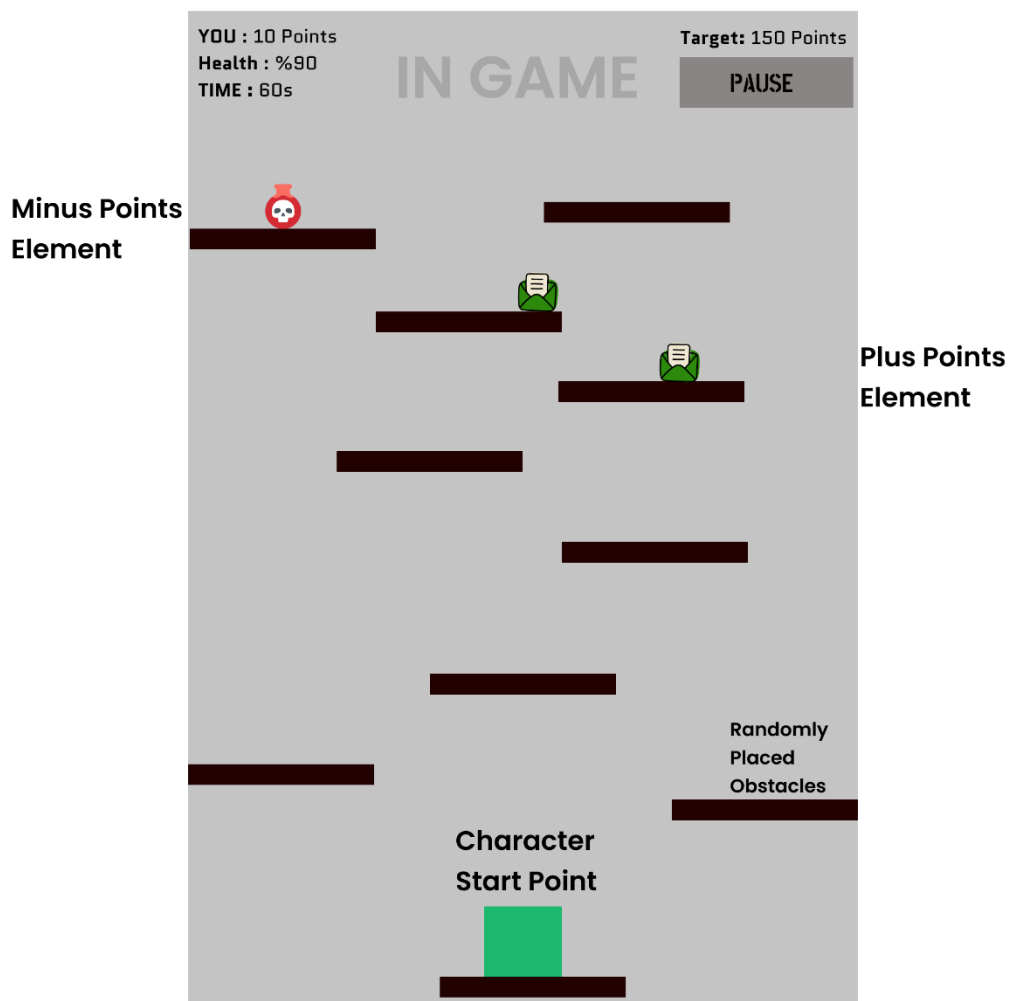 YOU : 10 Points
Health : %90
TIME : 60s
IN GAME
Target: 150 Points
PAUSE
Minus Points
Element
Plus Points
Element
Randomly
Placed
Obstacles
Character
Start Point